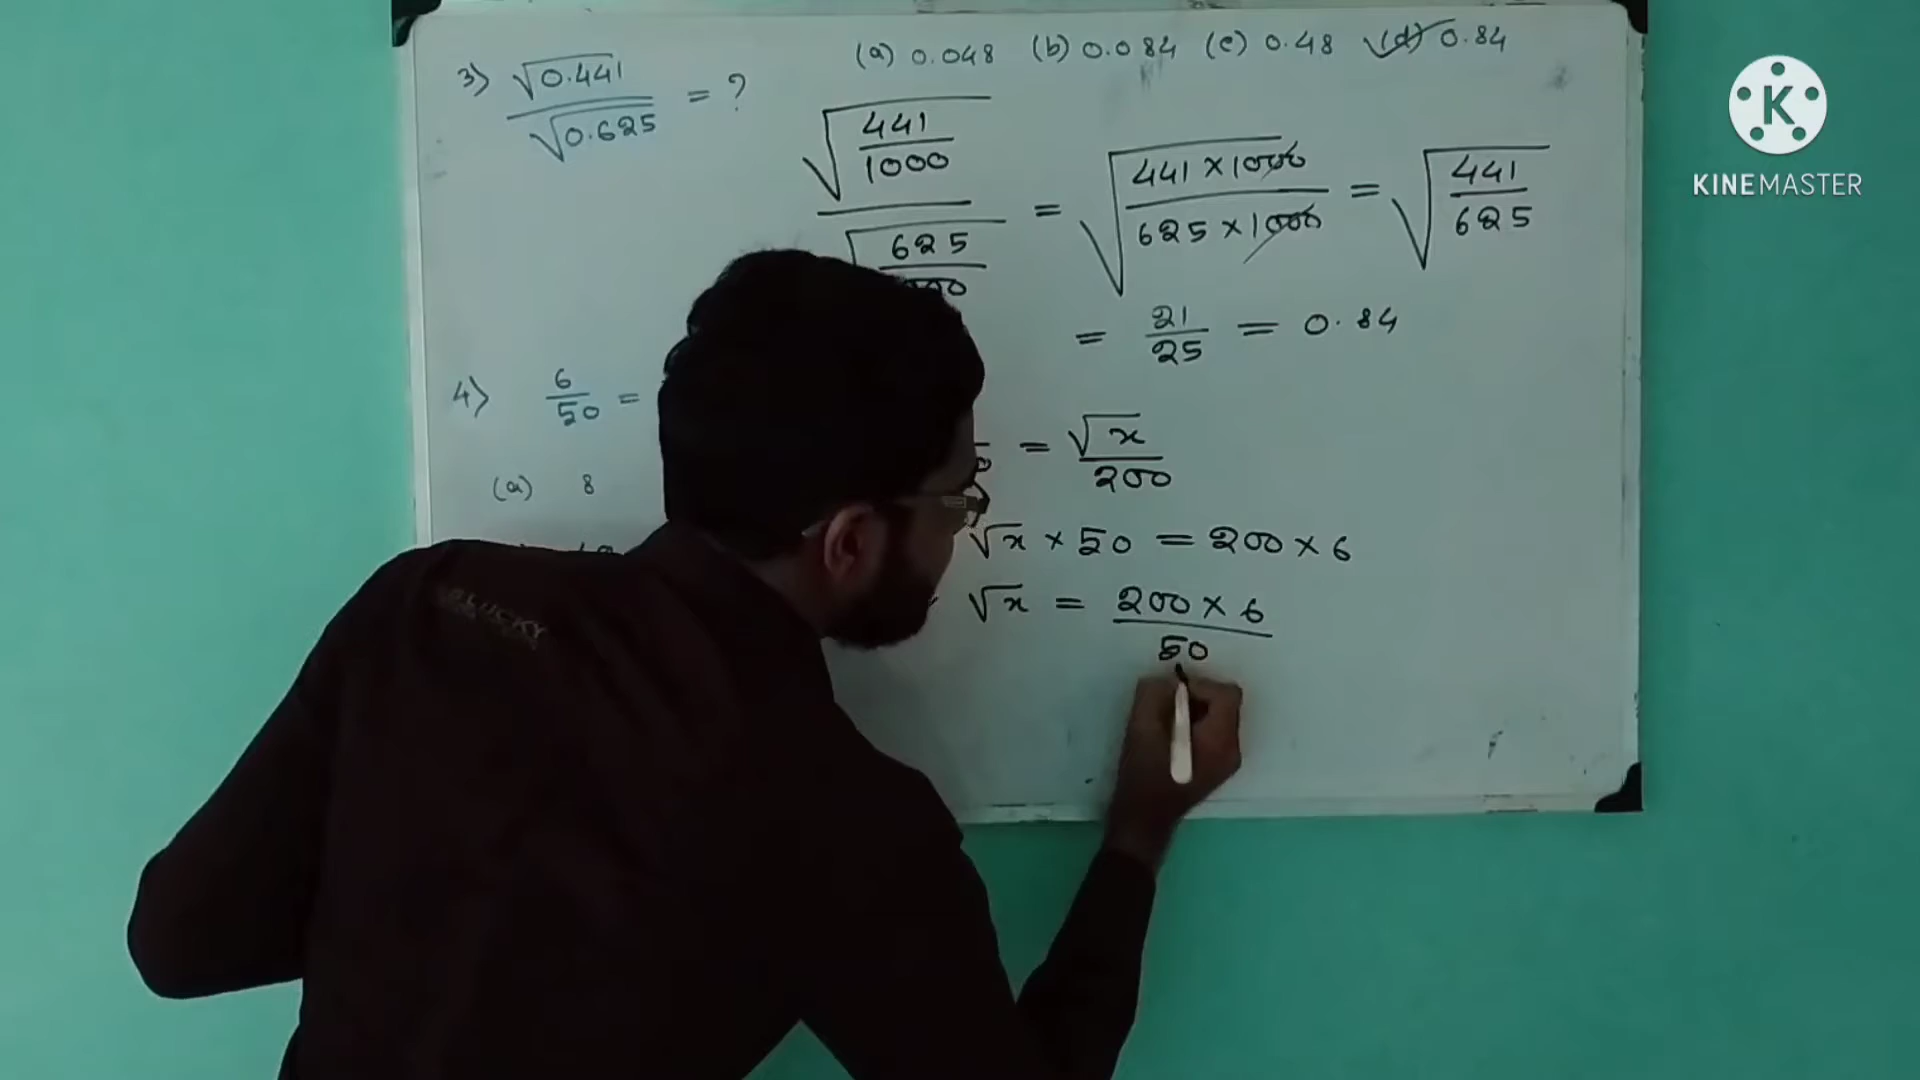 3) √0.441 / √0.625 = ?
(a) 0.048 (b) 0.084 (c) 0.48 (d) 0.84
√(441/1000) / √(625/ = √(441 × 1000 / 625 × 1000) = √(441/625)
= 21/25 = 0.84
4) 6/50 =
= √x/200
(a) 8
√x × 50 = 200 × 6
√x = 200 × 6 / 50
K
KINEMASTER